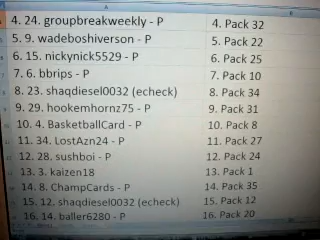 4. 24. groupbreakweekly - P 4. Pack 32
5. 9. wadeboshiverson - P 5. Pack 22
6. 15. nickynick5529 - P 6. Pack 25
7. 6. bbrips - P 7. Pack 10
8. 23. shaqdiesel0032 (echeck) 8. Pack 34
9. 29. hookemhornz75 - P 9. Pack 31
10. 4. BasketballCard - P 10. Pack 8
11. 34. LostAzn24 - P 11. Pack 27
12. 28. sushboi - P 12. Pack 24
13. 3. kaizen18 13. Pack 1
14. 8. ChampCards - P 14. Pack 35
15. 12. shaqdiesel0032 (echeck) 15. Pack 12
16. 14. baller6280 - P 16. Pack 20